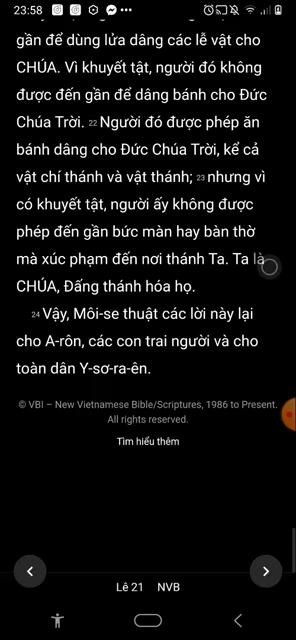 23:58
gần để dùng lửa dâng các lễ vật cho
CHÚA. Vì khuyết tật, người đó không
được đến gần để dâng bánh cho Đức
Chúa Trời. 22 Người đó được phép ăn
bánh dâng cho Đức Chúa Trời, kể cả
vật chí thánh và vật thánh; 23 nhưng vì
có khuyết tật, người ấy không được
phép đến gần bức màn hay bàn thờ
mà xúc phạm đến nơi thánh Ta. Ta là
CHÚA, Đấng thánh hóa họ.
24 Vậy, Môi-se thuật các lời này lại
cho A-rôn, các con trai người và cho
toàn dân Y-sơ-ra-ên.
© VBI – New Vietnamese Bible/Scriptures, 1986 to Present.
All rights reserved.
Tìm hiểu thêm
Lê 21 NVB